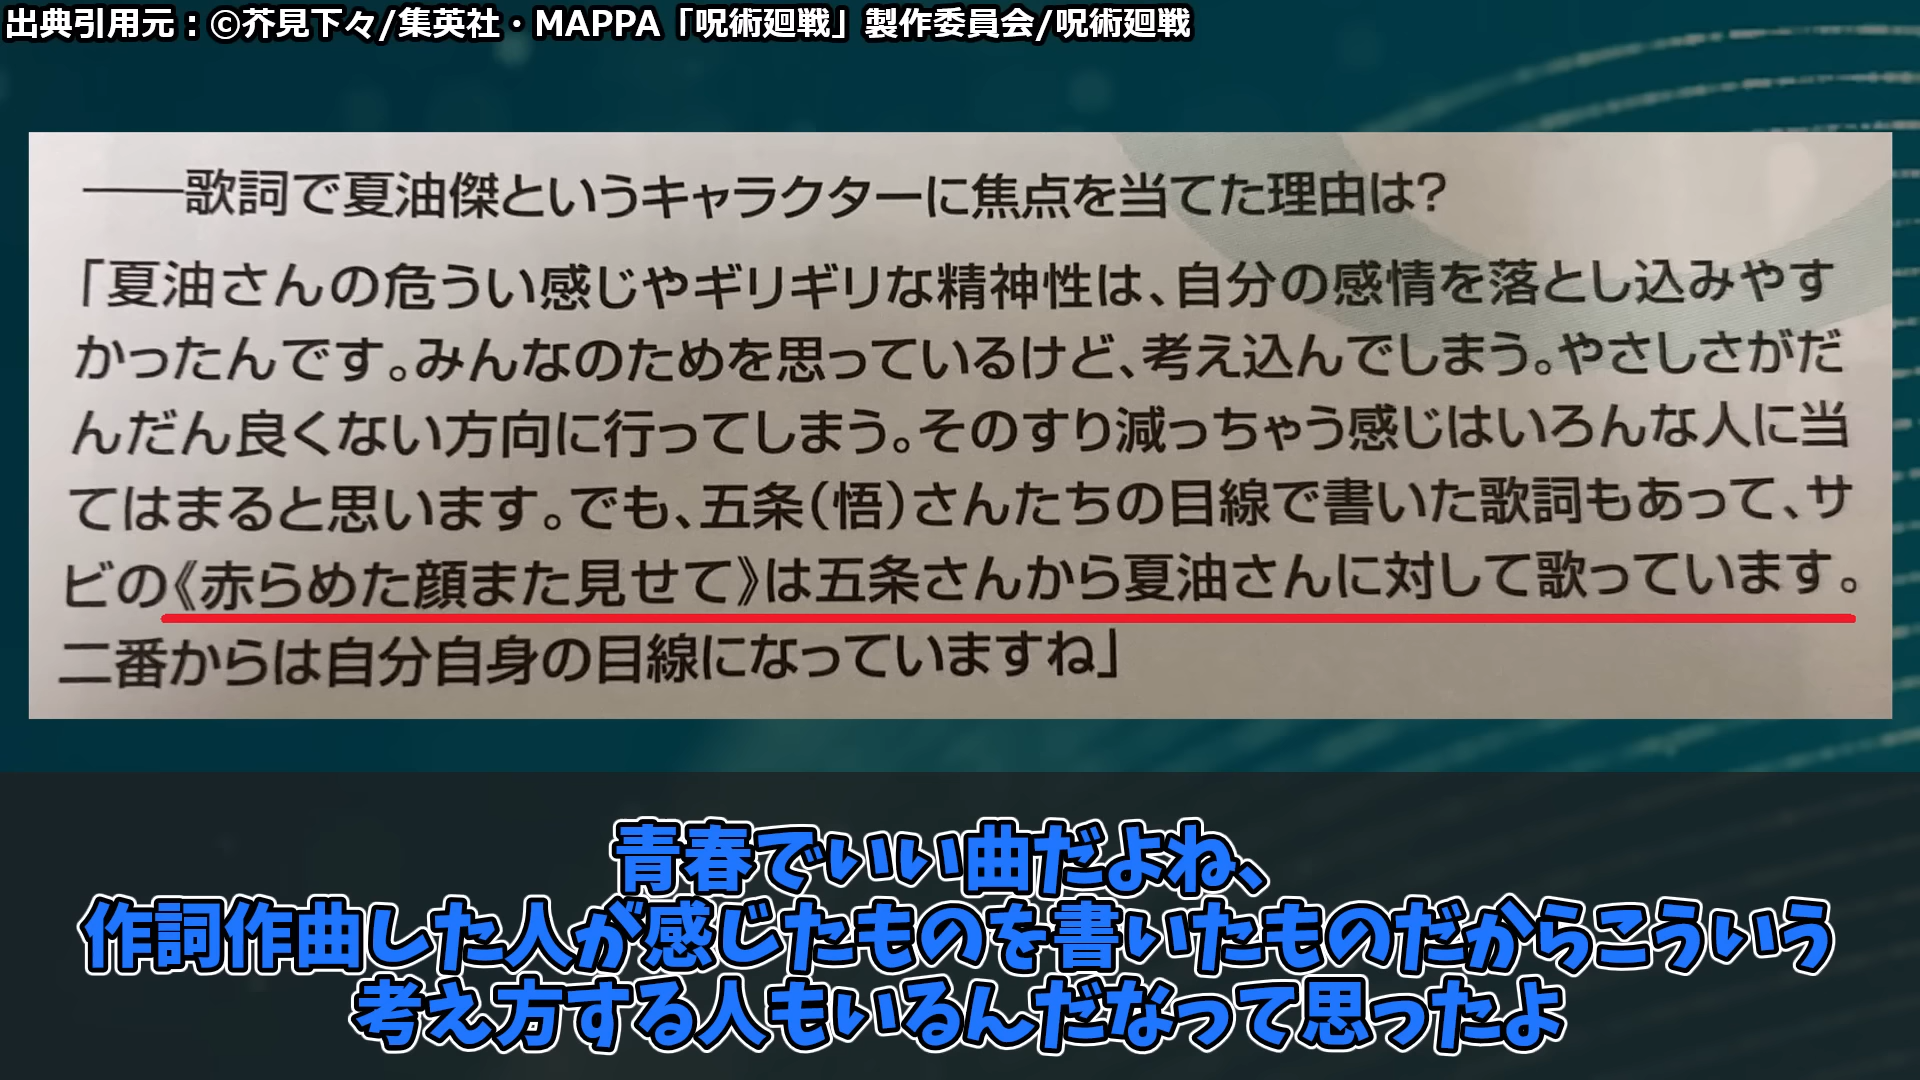 出典引用元：©芥見下々/集英社・MAPPA「呪術廻戦」製作委員会/呪術廻戦
――歌詞で夏油傑というキャラクターに焦点を当てた理由は?
「夏油さんの危うい感じやギリギリな精神性は、自分の感情を落とし込みやす
かったんです。みんなのためを思っているけど、考え込んでしまう。やさしさがだ
んだん良くない方向に行ってしまう。そのすり減っちゃう感じはいろんな人に当
てはまると思います。でも、五条(悟)さんたちの目線で書いた歌詞もあって、サ
ビの《赤らめた顔また見せて》は五条さんから夏油さんに対して歌っています。
二番からは自分自身の目線になっていますね」
青春でいい曲だよね、
作詞作曲した人が感じたものを書いたものだからこういう
考え方する人もいるんだなって思ったよ